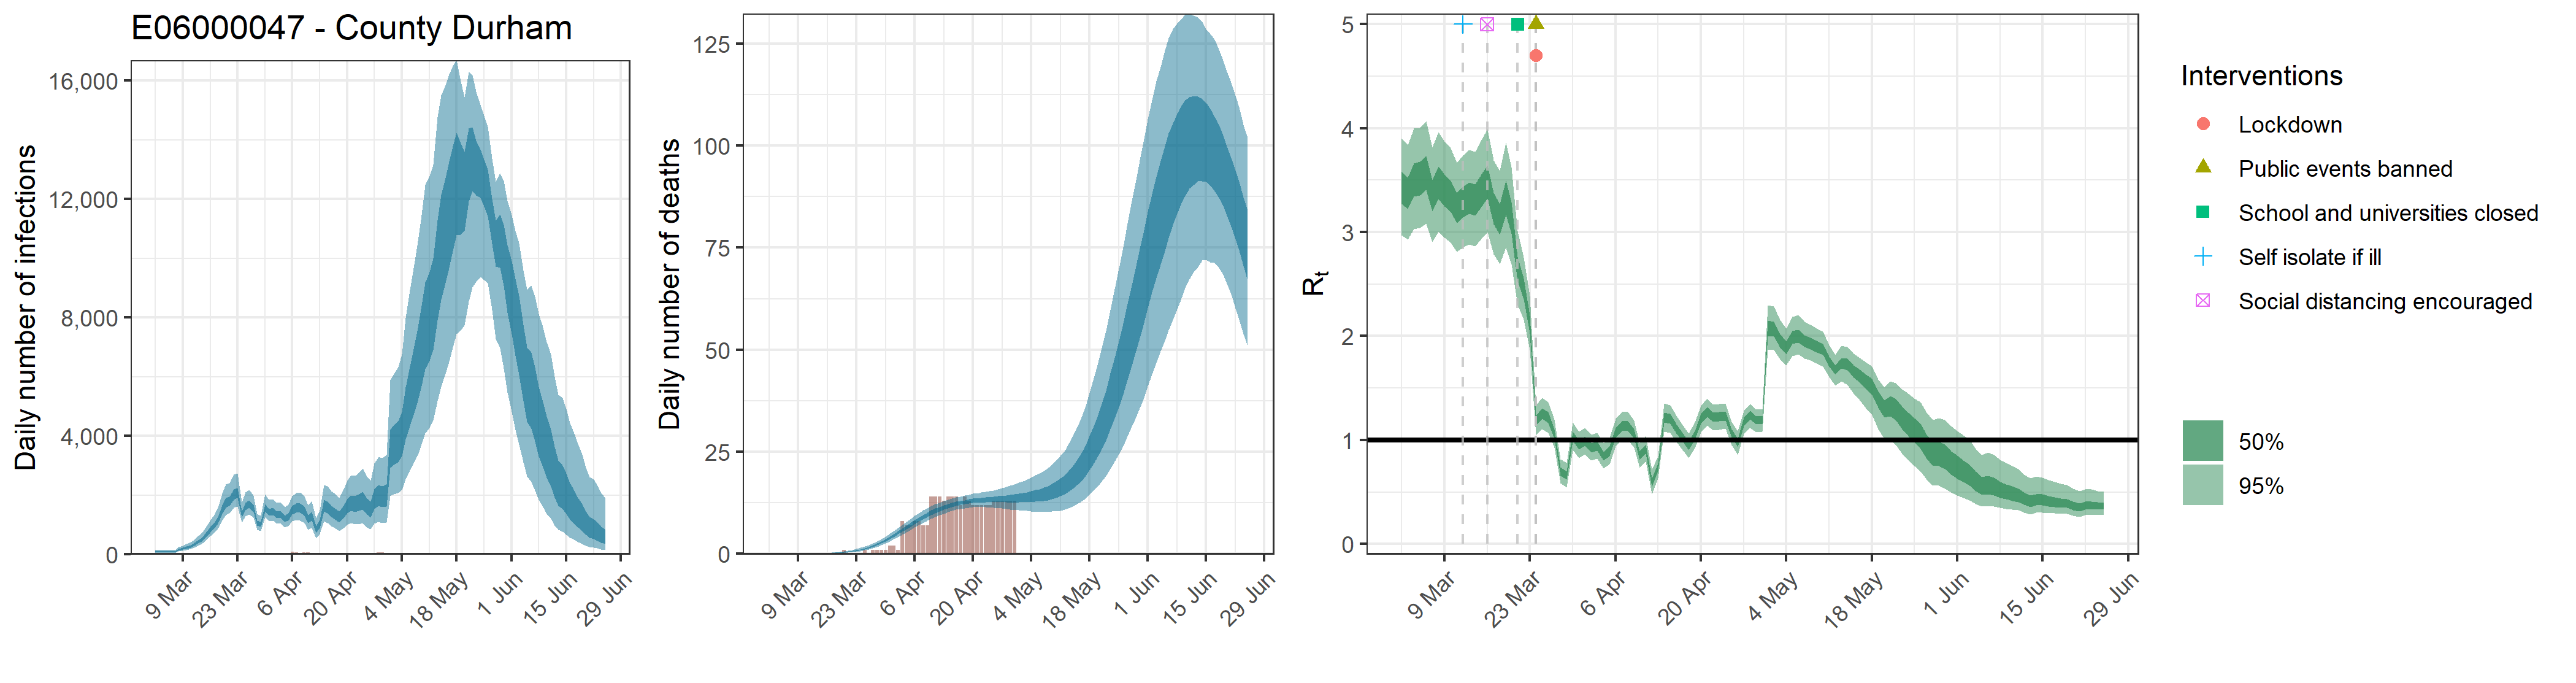 E06000047 - County Durham
Daily number of infections
16,000
12,000
8,000
4,000
0
9 Mar
23 Mar
6 Apr
20 Apr
4 May
18 May
1 Jun
15 Jun
29 Jun
Daily number of deaths
125
100
75
50
25
0
9 Mar
23 Mar
6 Apr
20 Apr
4 May
18 May
1 Jun
15 Jun
29 Jun
Rt
5
4
3
2
1
0
9 Mar
23 Mar
6 Apr
20 Apr
4 May
18 May
1 Jun
15 Jun
29 Jun
Interventions
Lockdown
Public events banned
School and universities closed
Self isolate if ill
Social distancing encouraged
50%
95%